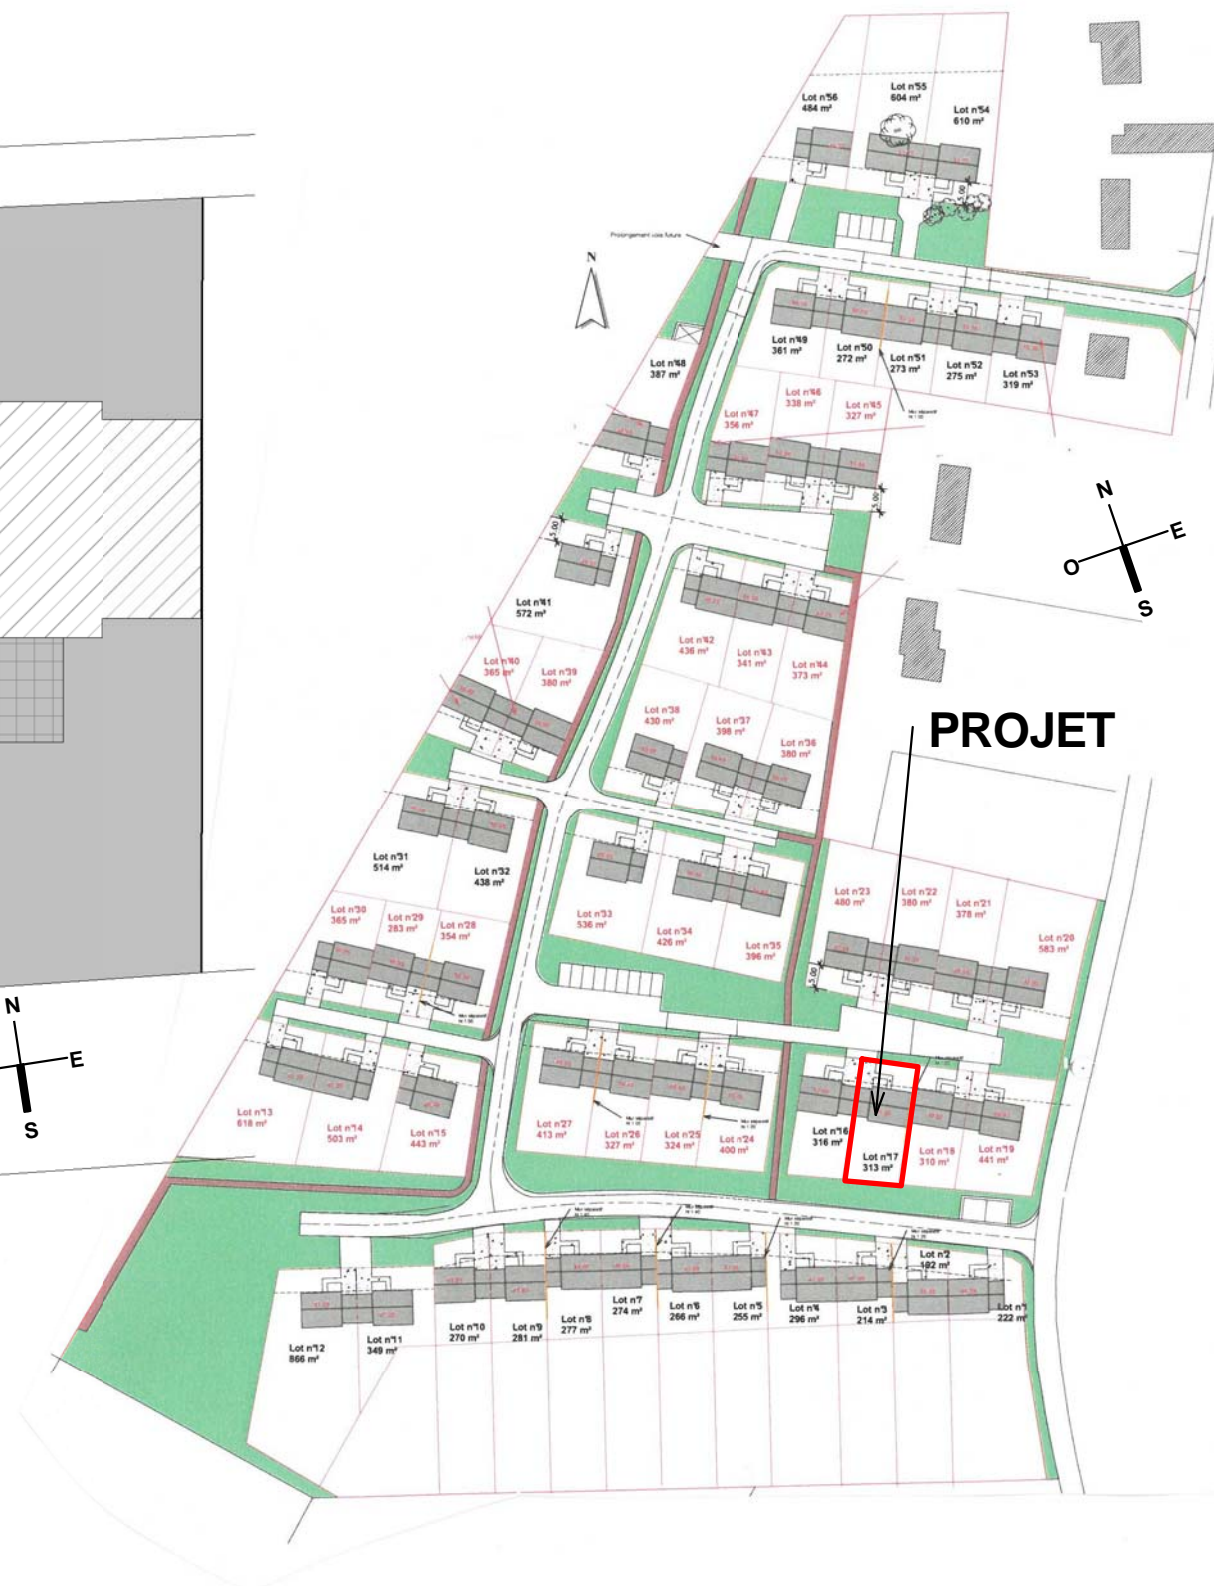 Lot n°56
484 m²
Lot n°55
604 m²
Lot n°54
610 m²
5.00
Prolongement voie future
N
Lot n°48
387 m²
Lot n°49
361 m²
Lot n°50
272 m²
Lot n°51
273 m²
Lot n°52
275 m²
Lot n°53
319 m²
Lot n°47
356 m²
Lot n°46
338 m²
Lot n°45
327 m²
5.00
N
E
O
S
5.00
Lot n°41
572 m²
Lot n°40
365 m²
Lot n°39
380 m²
Lot n°42
436 m²
Lot n°43
341 m²
Lot n°44
373 m²
Lot n°38
430 m²
Lot n°37
398 m²
Lot n°36
380 m²
PROJET
Lot n°31
514 m²
Lot n°32
438 m²
Lot n°30
365 m²
Lot n°29
283 m²
Lot n°28
354 m²
Lot n°33
536 m²
Lot n°34
426 m²
Lot n°35
396 m²
Lot n°23
480 m²
Lot n°22
380 m²
Lot n°21
378 m²
Lot n°20
583 m²
5.00
N
E
S
Lot n°13
618 m²
Lot n°14
503 m²
Lot n°15
443 m²
Lot n°27
413 m²
Lot n°26
327 m²
Lot n°25
324 m²
Lot n°24
400 m²
Lot n°16
316 m²
Lot n°17
313 m²
Lot n°18
310 m²
Lot n°19
441 m²
Lot n°12
866 m²
Lot n°11
349 m²
Lot n°10
270 m²
Lot n°9
281 m²
Lot n°8
277 m²
Lot n°7
274 m²
Lot n°6
266 m²
Lot n°5
255 m²
Lot n°4
296 m²
Lot n°3
214 m²
Lot n°2
192 m²
Lot n°1
222 m²